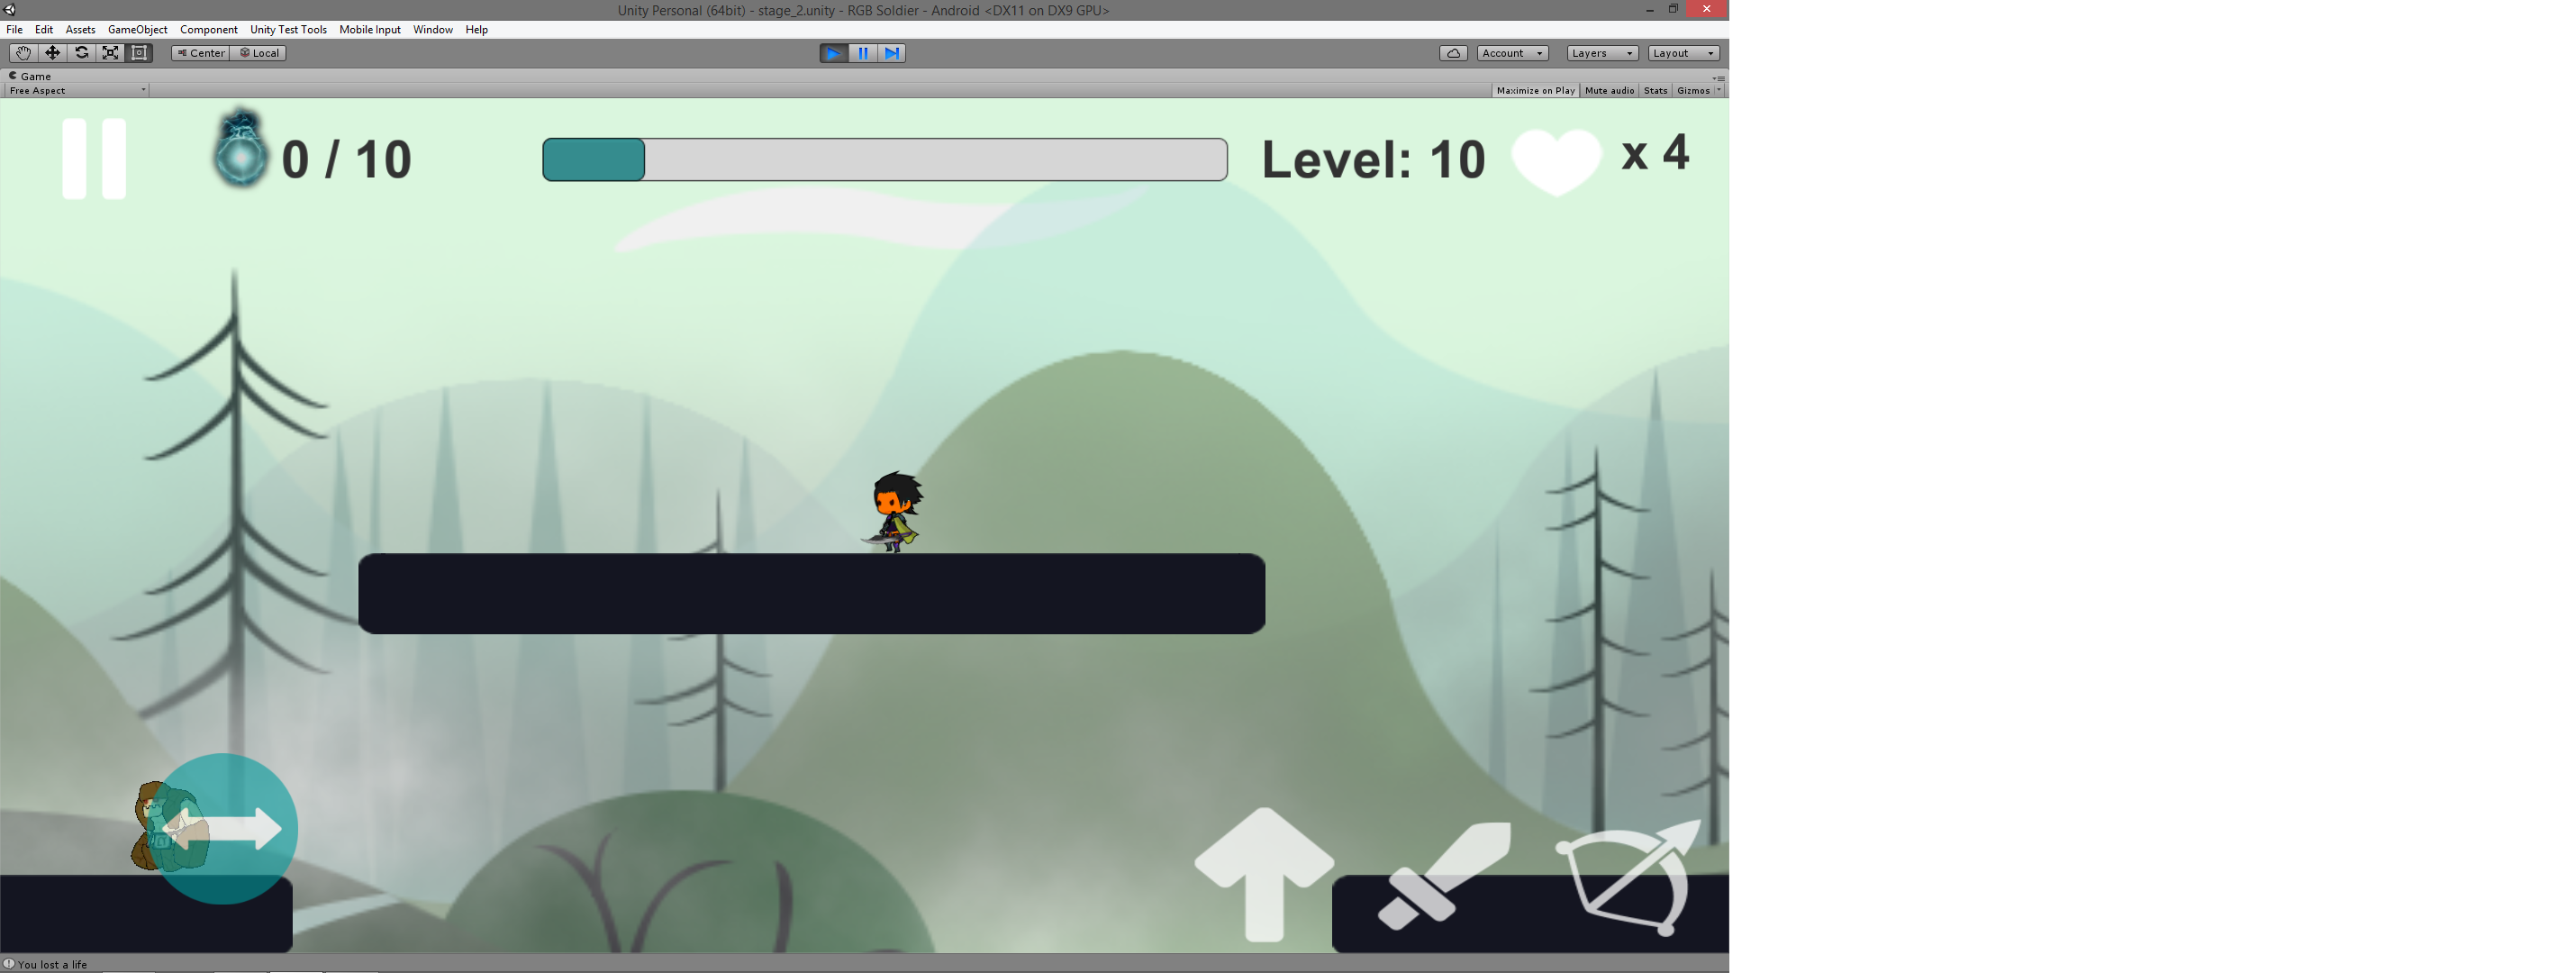 Unity Personal (64bit) - stage_2.unity - RGB Soldier - Android <DX11 on DX9 GPU>
File Edit Assets GameObject Component Unity Test Tools Mobile Input Window Help
Center Local Account Layers Layout
Game
Free Aspect Maximize on Play Mute audio Stats Gizmos
0 / 10 Level: 10 x 4
You lost a life